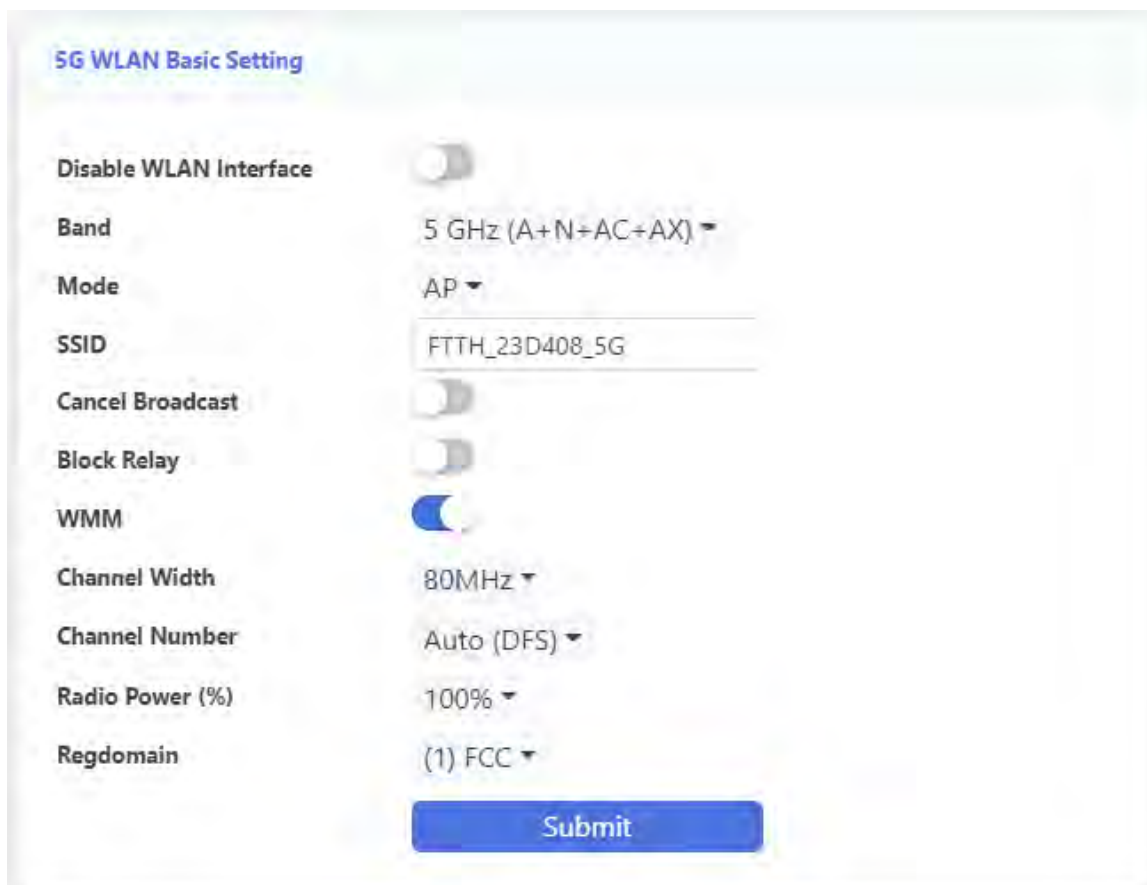 5G WLAN Basic Setting
Disable WLAN Interface
Band 5 GHz (A+N+AC+AX)
Mode AP
SSID FTTH_23D408_5G
Cancel Broadcast
Block Relay
WMM
Channel Width 80MHz
Channel Number Auto (DFS)
Radio Power (%) 100%
Regdomain (1) FCC
Submit